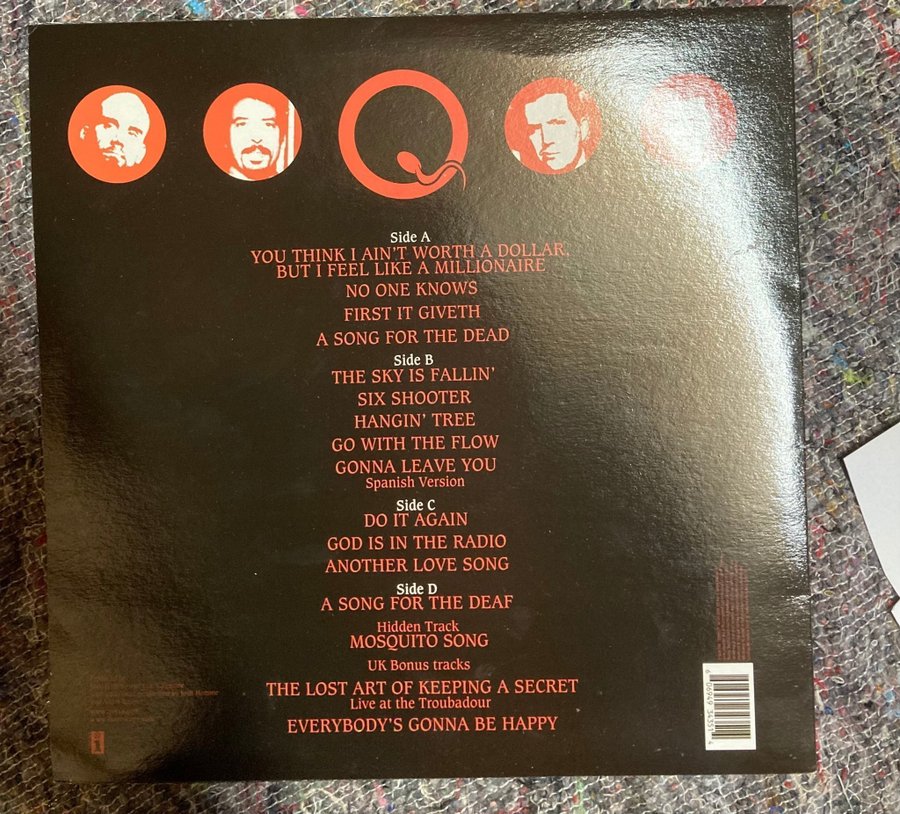 Side A
YOU THINK I AIN'T WORTH A DOLLAR,
BUT I FEEL LIKE A MILLIONAIRE
NO ONE KNOWS
FIRST IT GIVETH
A SONG FOR THE DEAD
Side B
THE SKY IS FALLIN'
SIX SHOOTER
HANGIN' TREE
GO WITH THE FLOW
GONNA LEAVE YOU
Spanish Version
Side C
DO IT AGAIN
GOD IS IN THE RADIO
ANOTHER LOVE SONG
Side D
A SONG FOR THE DEAF
Hidden Track
MOSQUITO SONG
UK Bonus tracks
THE LOST ART OF KEEPING A SECRET
Live at the Troubadour
EVERYBODY'S GONNA BE HAPPY
6 06949 34351 4